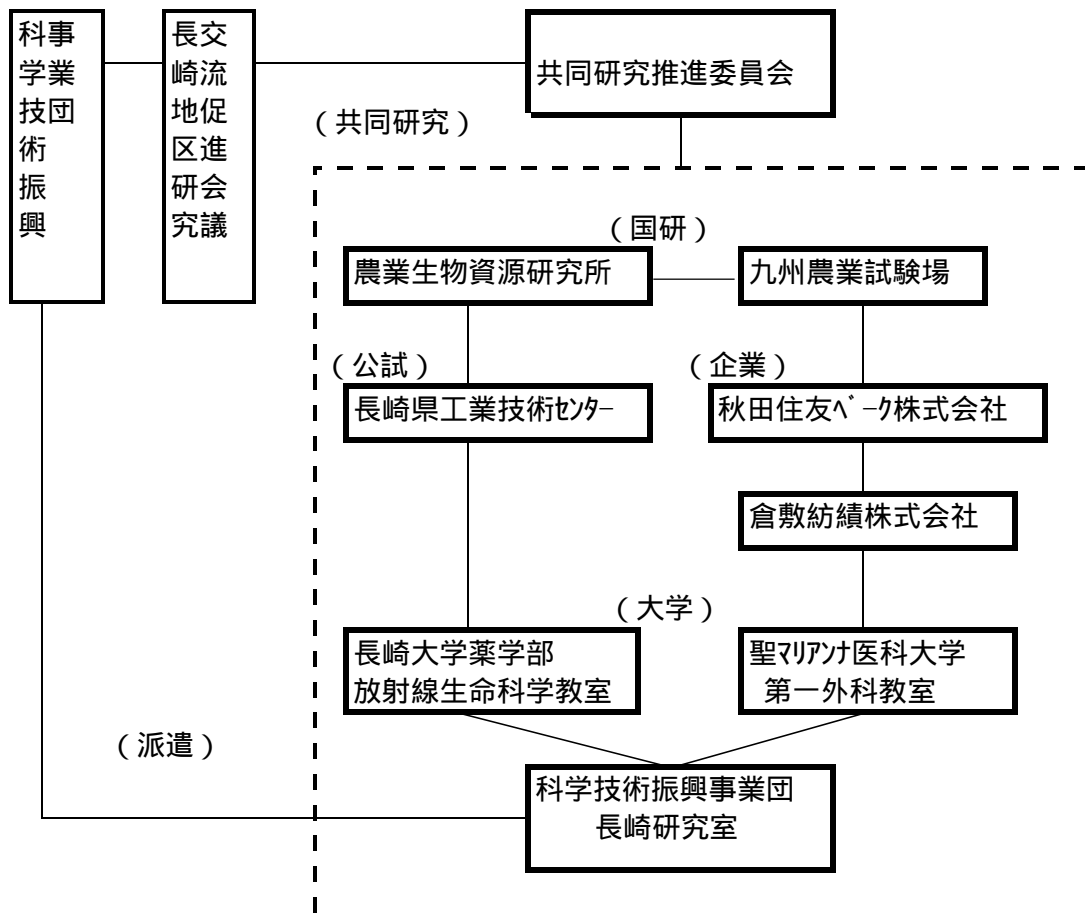 科学技術振興
事業団
長崎地区研究
交流促進会議
共同研究推進委員会
（共同研究）
（国研）
農業生物資源研究所
九州農業試験場
（公試）
（企業）
長崎県工業技術ｾﾝﾀｰ
秋田住友ﾍﾞｰｸ株式会社
倉敷紡績株式会社
（大学）
長崎大学薬学部
放射線生命科学教室
聖ﾏﾘｱﾝﾅ医科大学
第一外科教室
（派遣）
科学技術振興事業団
長崎研究室